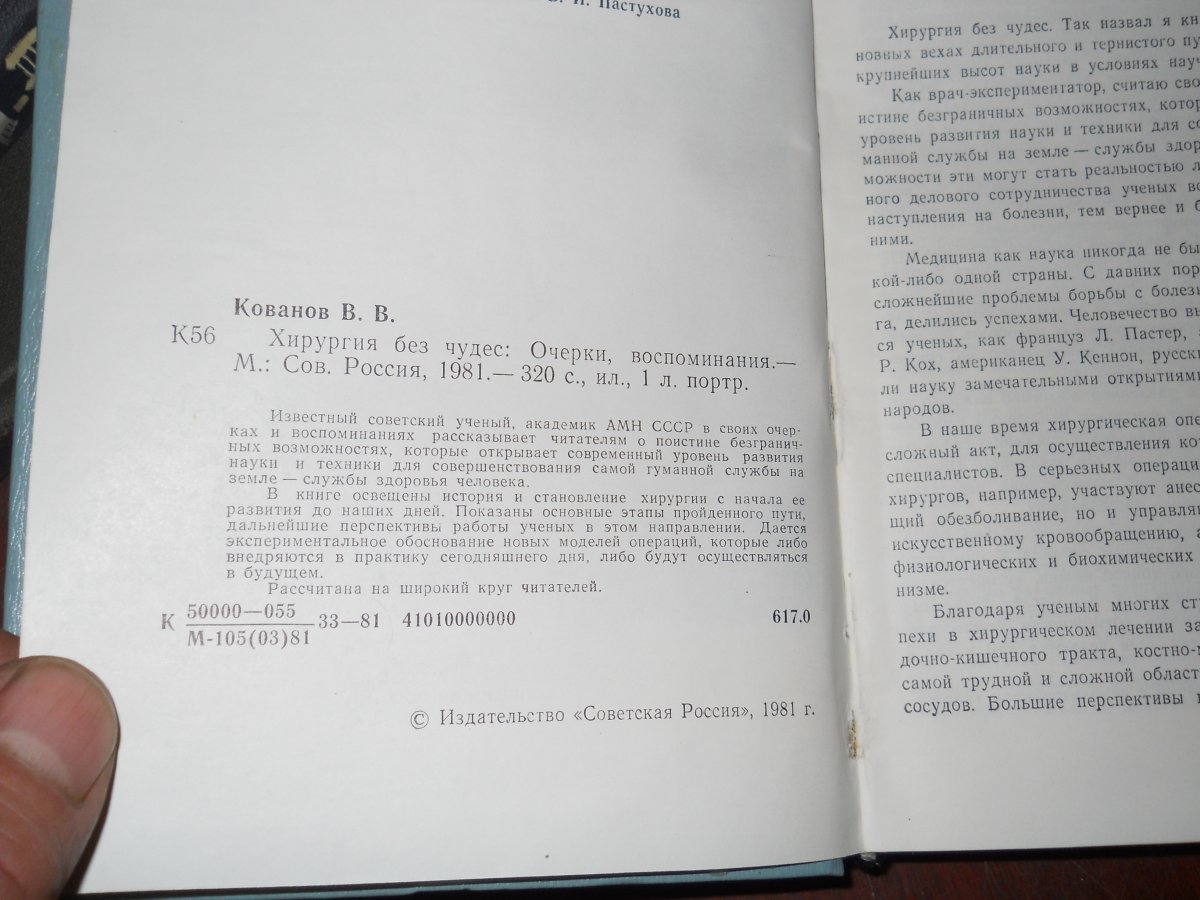 В. И. Пастухова
Кованов В. В.
К56 Хирургия без чудес: Очерки, воспоминания.—
М.: Сов. Россия, 1981.— 320 с., ил., 1 л. портр.
Известный советский ученый, академик АМН СССР в своих очер-
ках и воспоминаниях рассказывает читателям о поистине безгранич-
ных возможностях, которые открывает современный уровень развития
науки и техники для совершенствования самой гуманной службы на
земле — службы здоровья человека.
В книге освещены история и становление хирургии с начала ее
развития до наших дней. Показаны основные этапы пройденного пути,
дальнейшие перспективы работы ученых в этом направлении. Дается
экспериментальное обоснование новых моделей операций, которые либо
внедряются в практику сегодняшнего дня, либо будут осуществляться
в будущем.
Рассчитана на широкий круг читателей.
К 50000—055
М-105(03)81
33—81 41010000000 617.0
© Издательство «Советская Россия», 1981 г.
Хирургия без чудес. Так назвал я кн
новных вехах длительного и тернистого пу
крупнейших высот науки в условиях науч
Как врач-экспериментатор, считаю сво
истине безграничных возможностях, котор
уровень развития науки и техники для со
манной службы на земле — службы здор
можности эти могут стать реальностью л
ного делового сотрудничества ученых вс
наступления на болезни, тем вернее и б
ними.
Медицина как наука никогда не бы
кой-либо одной страны. С давних пор
сложнейшие проблемы борьбы с болез
га, делились успехами. Человечество вы
ся ученых, как француз Л. Пастер,
Р. Кох, американец У. Кеннон, русски
ли науку замечательными открытиями
народов.
В наше время хирургическая опе
сложный акт, для осуществления ко
специалистов. В серьезных операци
хирургов, например, участвуют анес
щий обезболивание, но и управля
искусственному кровообращению, а
физиологических и биохимических
низме.
Благодаря ученым многих ст
пехи в хирургическом лечении за
дочно-кишечного тракта, костно-м
самой трудной и сложной област
сосудов. Большие перспективы